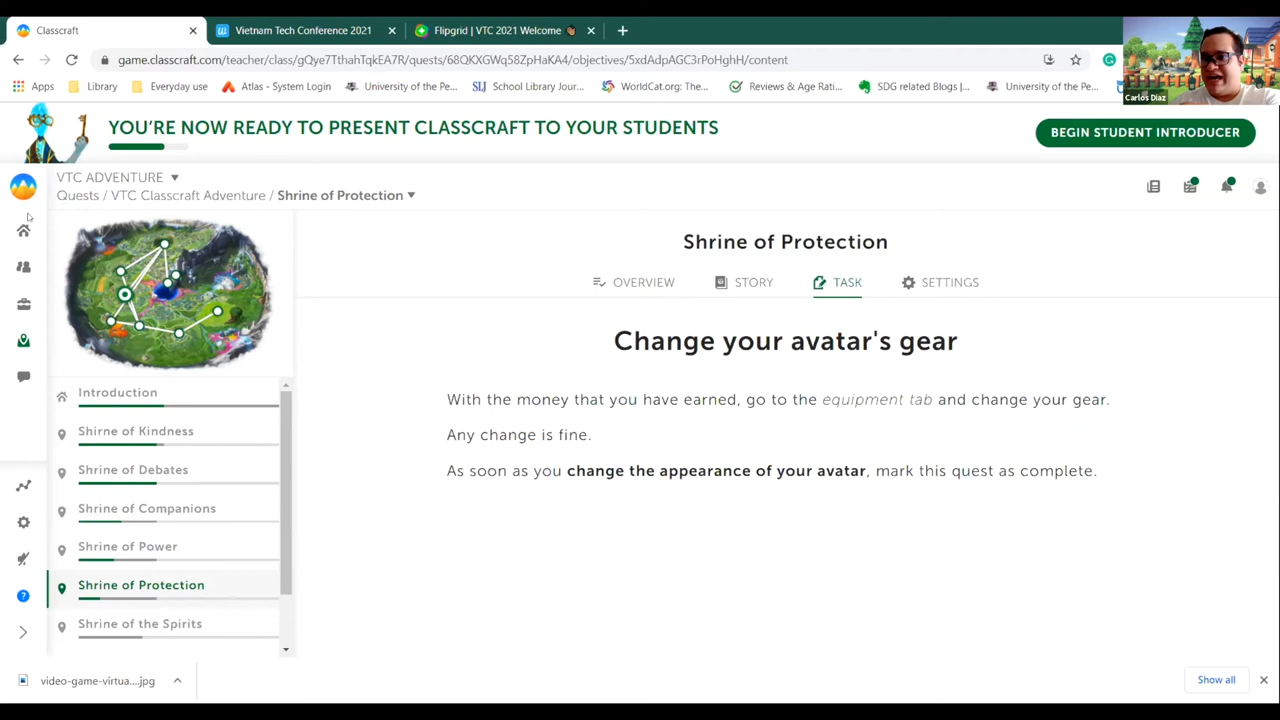 Classcraft
Vietnam Tech Conference 2021
Flipgrid | VTC 2021 Welcome
game.classcraft.com/teacher/class/gQye7TthahTqkEA7R/quests/68QKXGWq585DHaKA4/objectives/5xdAdpAGC3rPoHghH/content
Apps
Library
Everyday use
Atlas - System Login
University of the Pe...
School Library Jour...
WorldCat.org: The...
Reviews & Age Rati...
SDG related Blogs |...
University of the Pe...
Carlos Diaz
YOU'RE NOW READY TO PRESENT CLASSCRAFT TO YOUR STUDENTS
BEGIN STUDENT INTRODUCER
VTC ADVENTURE
Quests / VTC Classcraft Adventure / Shrine of Protection
Shrine of Protection
OVERVIEW
STORY
TASK
SETTINGS
Change your avatar's gear
With the money that you have earned, go to the equipment tab and change your gear.
Any change is fine.
As soon as you change the appearance of your avatar, mark this quest as complete.
Introduction
Shirne of Kindness
Shrine of Debates
Shrine of Companions
Shrine of Power
Shrine of Protection
Shrine of the Spirits
video-game-virtua....jpg
Show all